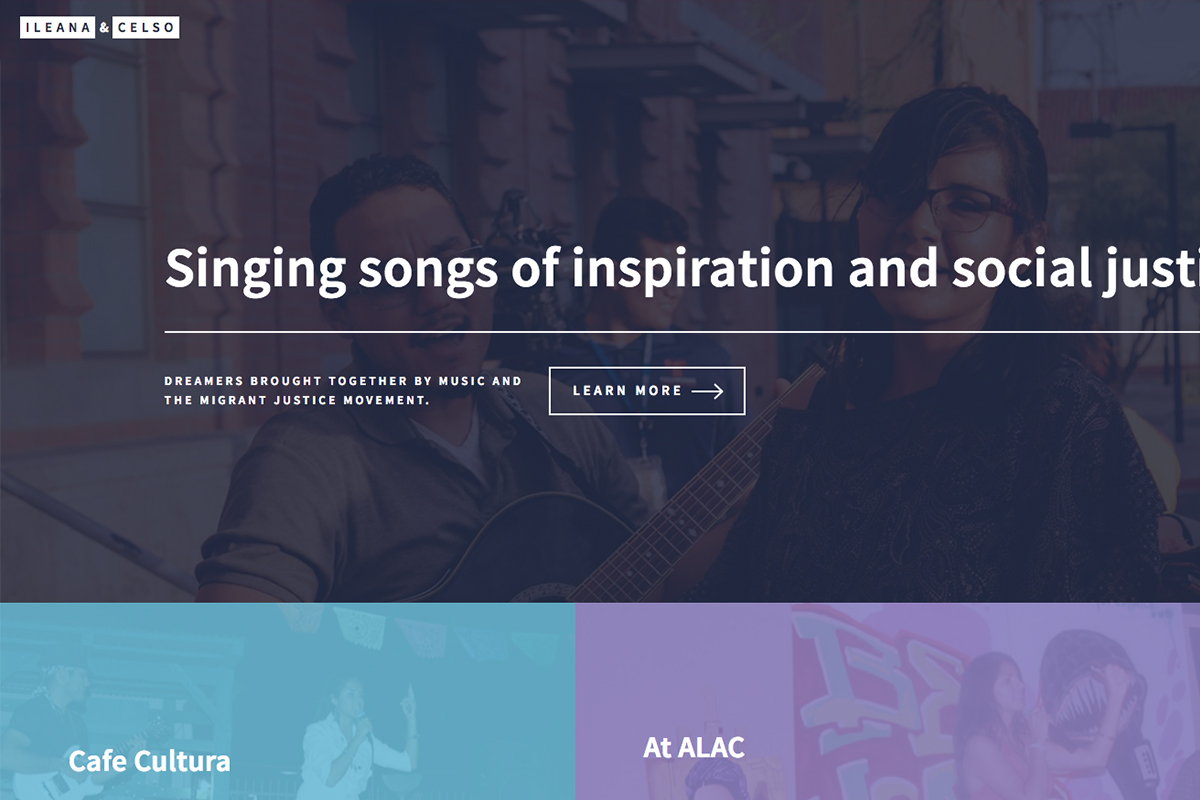 ILEANA & CELSO
Singing songs of inspiration and social justi
DREAMERS BROUGHT TOGETHER BY MUSIC AND
THE MIGRANT JUSTICE MOVEMENT.
LEARN MORE
Cafe Cultura
At ALAC